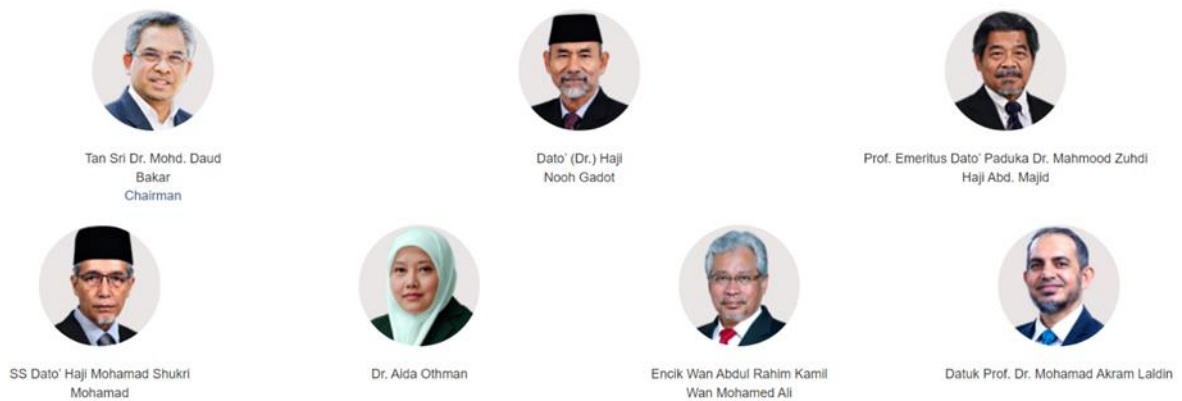 Tan Sri Dr. Mohd. Daud
Bakar
Chairman
Dato' (Dr.) Haji
Nooh Gadot
Prof. Emeritus Dato' Paduka Dr. Mahmood Zuhdi
Haji Abd. Majid
SS Dato' Haji Mohamad Shukri
Mohamad
Dr. Aida Othman
Encik Wan Abdul Rahim Kamil
Wan Mohamed Ali
Datuk Prof. Dr. Mohamad Akram Laldin